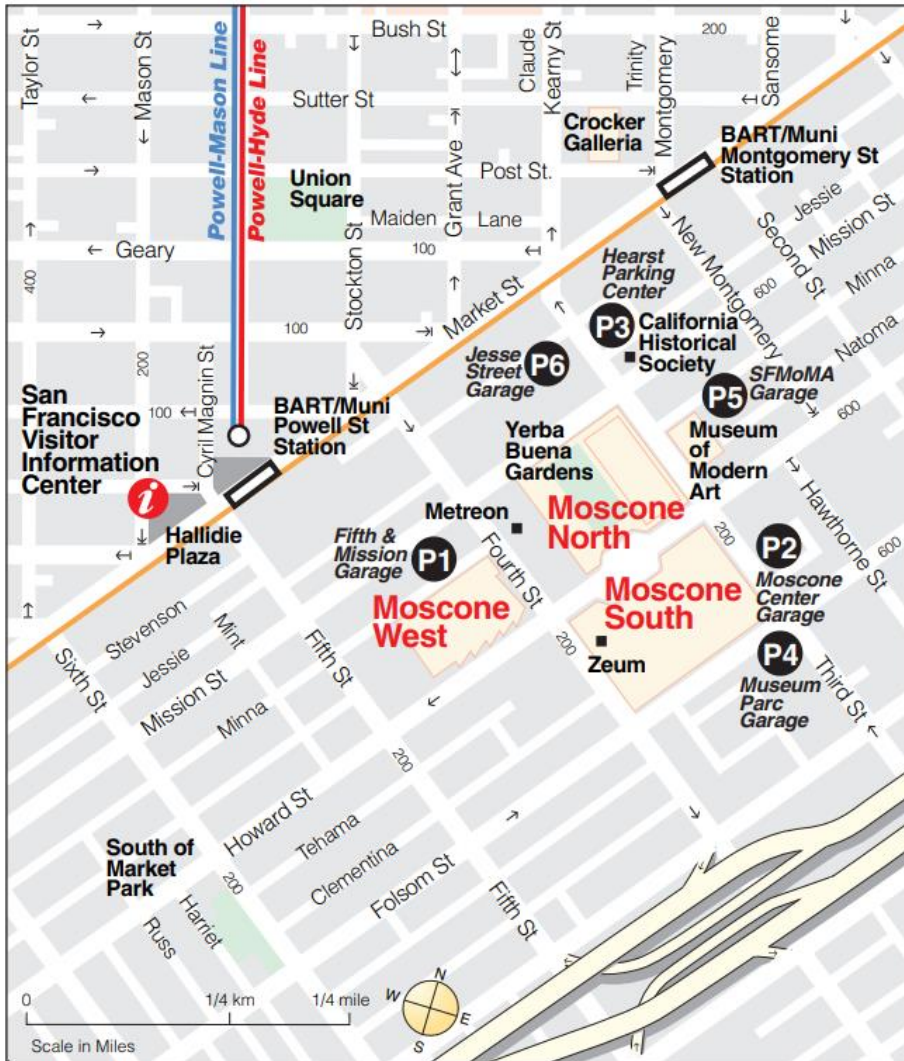 Taylor St
Mason St
Powell-Mason Line
Powell-Hyde Line
Bush St
Claude
Kearny St
Trinity
Montgomery
200
Sansome
Sutter St
Grant Ave
Crocker
Galleria
BART/Muni
Montgomery St
Station
Union
Square
Post St.
Maiden
Lane
Geary
100
Stockton St
400
200
100
100
Market St
Hearst
Parking
Center
New Montgomery
Second St
Jessie
Mission St
Minna
Natoma
600
600
600
P3
California
Historical
Society
P6
Jesse
Street
Garage
P5
SFMoMA
Garage
Museum
of
Modern
Art
San
Francisco
Visitor
Information
Center
i
Cyril Magnin St
BART/Muni
Powell St
Station
Hallidie
Plaza
Yerba
Buena
Gardens
Moscone
North
Metreon
Fifth &
Mission
Garage
P1
Moscone
West
Fourth St
200
200
Hawthorne St
P2
Moscone
Center
Garage
Moscone
South
Zeum
P4
Museum
Parc
Garage
Third St
Stevenson
Jessie
Mint
Mission St
Minna
Sixth St
Fifth St
200
Howard St
Tehama
Clementina
Folsom St
Fifth St
South of
Market
Park
200
Harriet
Russ
N
W
E
S
0
1/4 km
1/4 mile
Scale in Miles